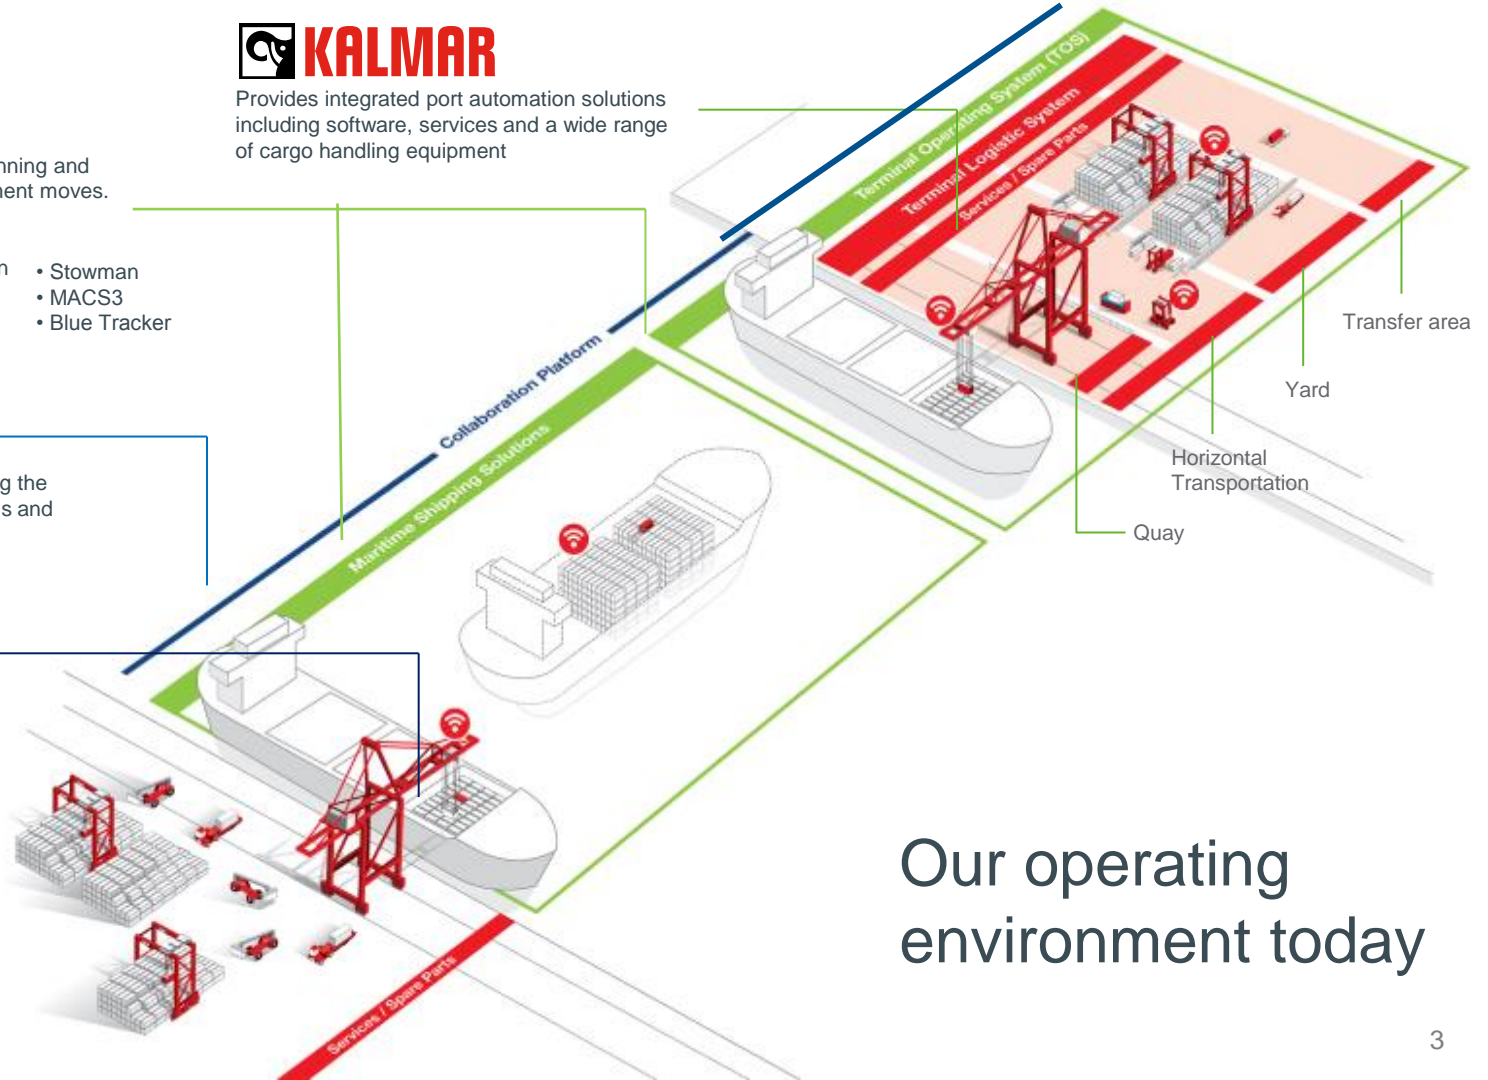 KALMAR
Provides integrated port automation solutions
including software, services and a wide range
of cargo handling equipment
and
moves.
• Stowman
• MACS3
• Blue Tracker
the
and
Terminal Operating System (TOS)
Terminal Logistic System
Services / Spare Parts
Collaboration Platform
Maritime Shipping Solutions
Transfer area
Yard
Horizontal
Transportation
Quay
Services / Spare Parts
Our operating
environment today
3